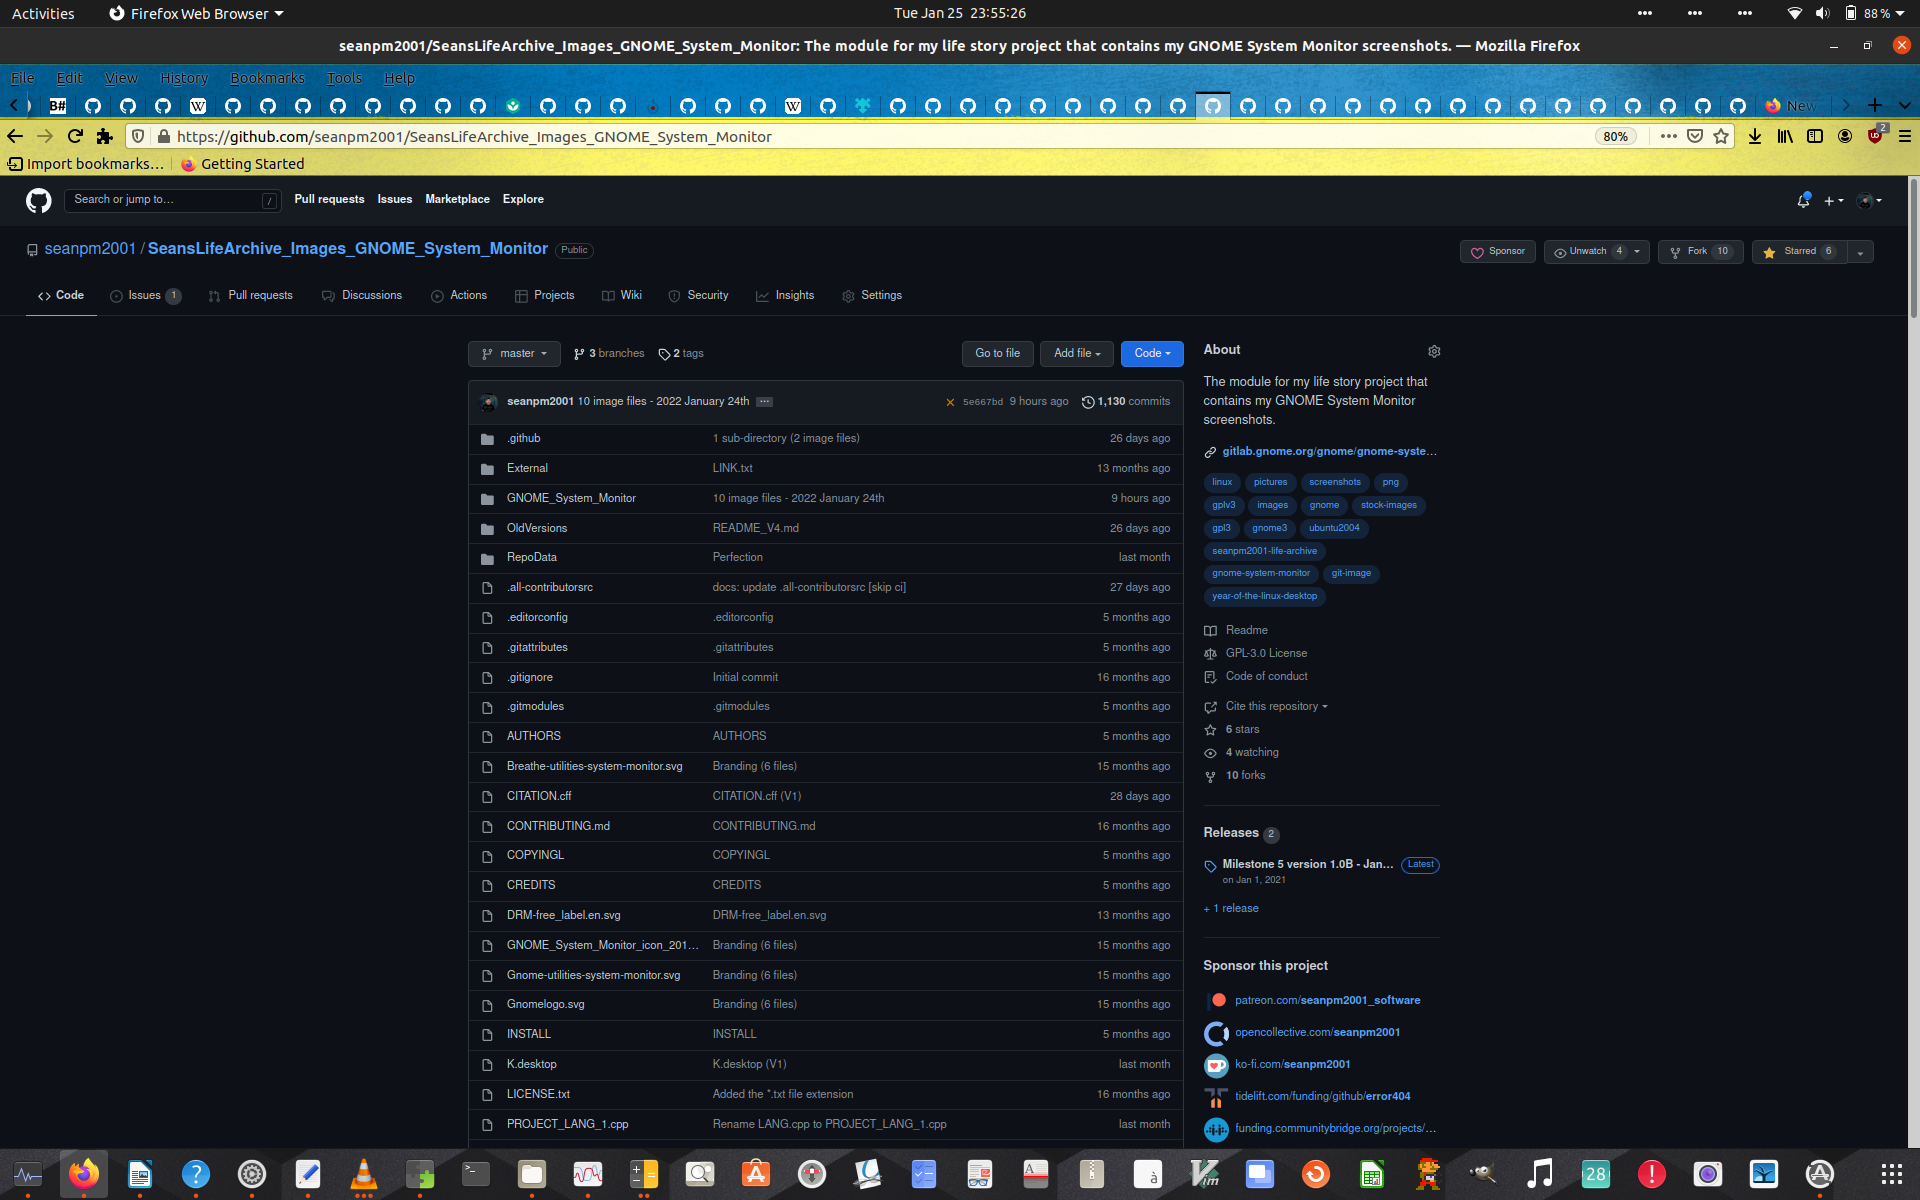 Activities Firefox Web Browser Tue Jan 25 23:55:26 88 %
seanpm2001/SeansLifeArchive_Images_GNOME_System_Monitor: The module for my life story project that contains my GNOME System Monitor screenshots. — Mozilla Firefox
File Edit View History Bookmarks Tools Help
B# W W New
https://github.com/seanpm2001/SeansLifeArchive_Images_GNOME_System_Monitor 80% 2
Import bookmarks… Getting Started
Search or jump to… / Pull requests Issues Marketplace Explore
seanpm2001 / SeansLifeArchive_Images_GNOME_System_Monitor Public Sponsor Unwatch 4 Fork 10 Starred 6
Code Issues 1 Pull requests Discussions Actions Projects Wiki Security Insights Settings
master 3 branches 2 tags Go to file Add file Code
seanpm2001 10 image files - 2022 January 24th 5e667bd 9 hours ago 1,130 commits
.github 1 sub-directory (2 image files) 26 days ago
External LINK.txt 13 months ago
GNOME_System_Monitor 10 image files - 2022 January 24th 9 hours ago
OldVersions README_V4.md 26 days ago
RepoData Perfection last month
.all-contributorsrc docs: update .all-contributorsrc [skip ci] 27 days ago
.editorconfig .editorconfig 5 months ago
.gitattributes .gitattributes 5 months ago
.gitignore Initial commit 16 months ago
.gitmodules .gitmodules 5 months ago
AUTHORS AUTHORS 5 months ago
Breathe-utilities-system-monitor.svg Branding (6 files) 15 months ago
CITATION.cff CITATION.cff (V1) 28 days ago
CONTRIBUTING.md CONTRIBUTING.md 16 months ago
COPYINGL COPYINGL 5 months ago
CREDITS CREDITS 5 months ago
DRM-free_label.en.svg DRM-free_label.en.svg 13 months ago
GNOME_System_Monitor_icon_201… Branding (6 files) 15 months ago
Gnome-utilities-system-monitor.svg Branding (6 files) 15 months ago
Gnomelogo.svg Branding (6 files) 15 months ago
INSTALL INSTALL 5 months ago
K.desktop K.desktop (V1) last month
LICENSE.txt Added the *.txt file extension 16 months ago
PROJECT_LANG_1.cpp Rename LANG.cpp to PROJECT_LANG_1.cpp last month
About
The module for my life story project that
contains my GNOME System Monitor
screenshots.
gitlab.gnome.org/gnome/gnome-syste…
linux pictures screenshots png
gplv3 images gnome stock-images
gpl3 gnome3 ubuntu2004
seanpm2001-life-archive
gnome-system-monitor git-image
year-of-the-linux-desktop
Readme
GPL-3.0 License
Code of conduct
Cite this repository
6 stars
4 watching
10 forks
Releases 2
Milestone 5 version 1.0B - Jan… Latest
on Jan 1, 2021
+ 1 release
Sponsor this project
patreon.com/seanpm2001_software
opencollective.com/seanpm2001
ko-fi.com/seanpm2001
tidelift.com/funding/github/error404
funding.communitybridge.org/projects/…
28